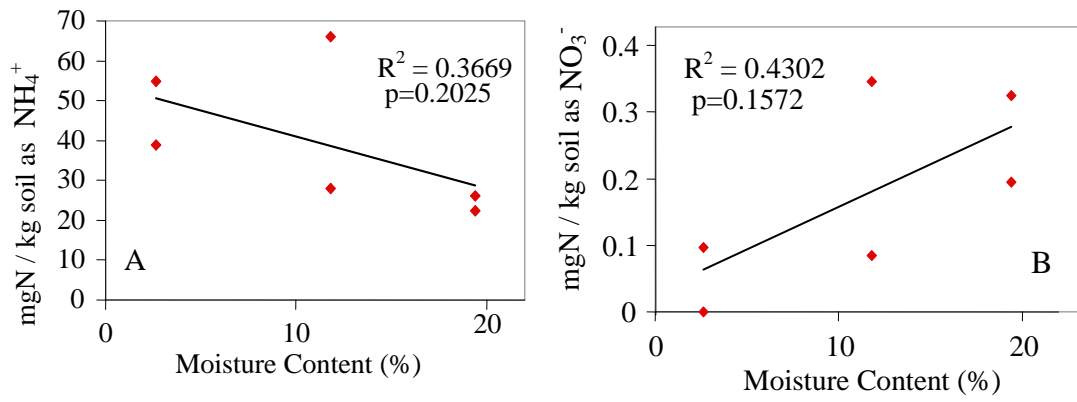 mgN / kg soil as NH₄⁺
70
60
50
40
30
20
10
0
R² = 0.3669
p=0.2025
A
0
10
20
Moisture Content (%)
mgN / kg soil as NO₃⁻
0.4
0.3
0.2
0.1
0
R² = 0.4302
p=0.1572
B
0
10
20
Moisture Content (%)